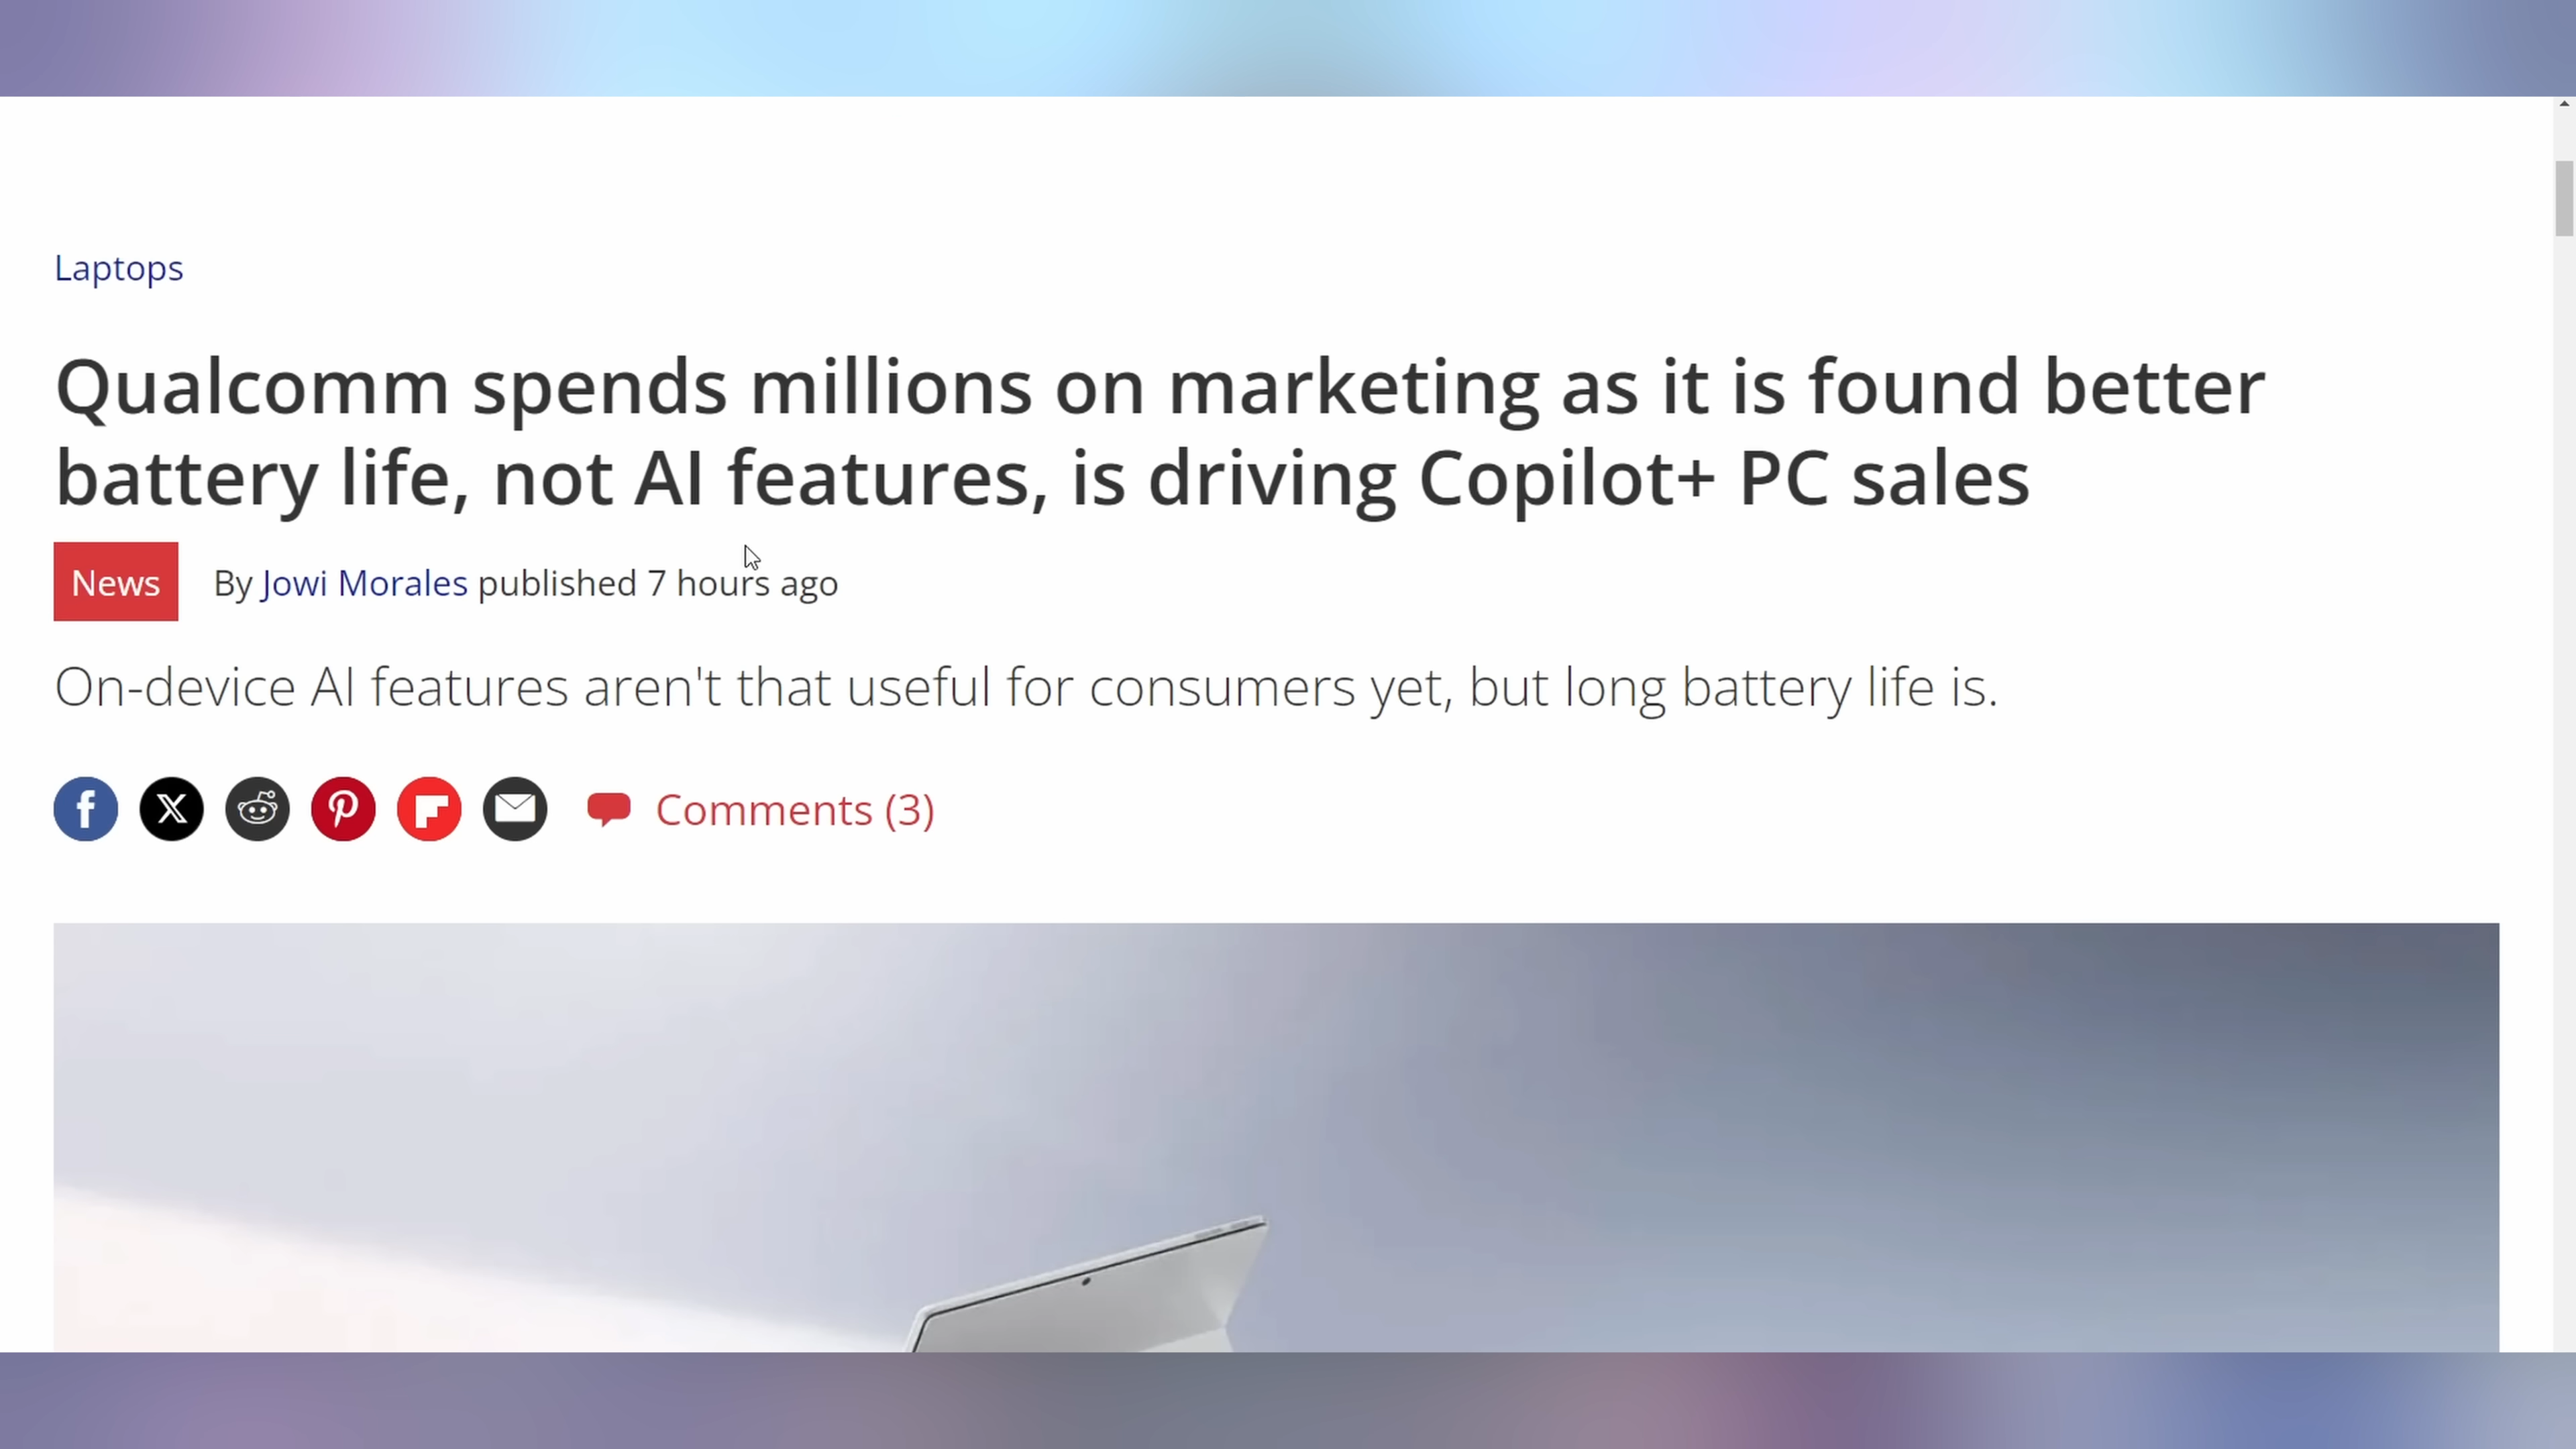 Laptops
Qualcomm spends millions on marketing as it is found better
battery life, not AI features, is driving Copilot+ PC sales
News By Jowi Morales published 7 hours ago
On-device AI features aren't that useful for consumers yet, but long battery life is.
Comments (3)